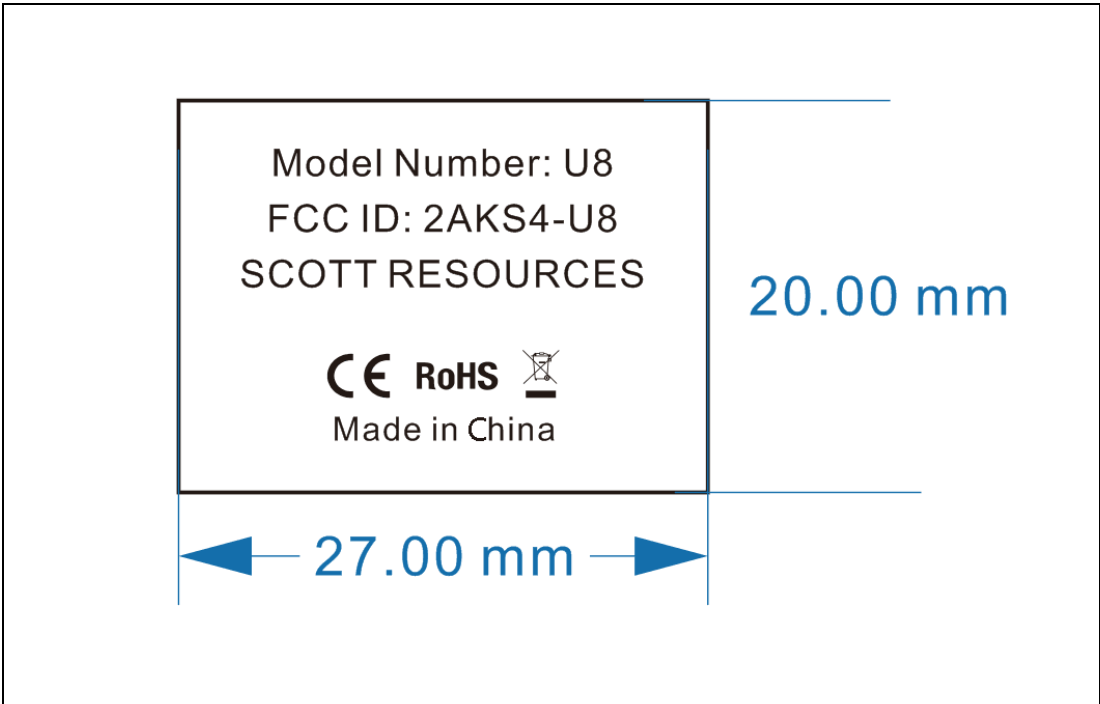 Model Number: U8
FCC ID: 2AKS4-U8
SCOTT RESOURCES
20.00 mm
CE RoHS
Made in China
27.00 mm